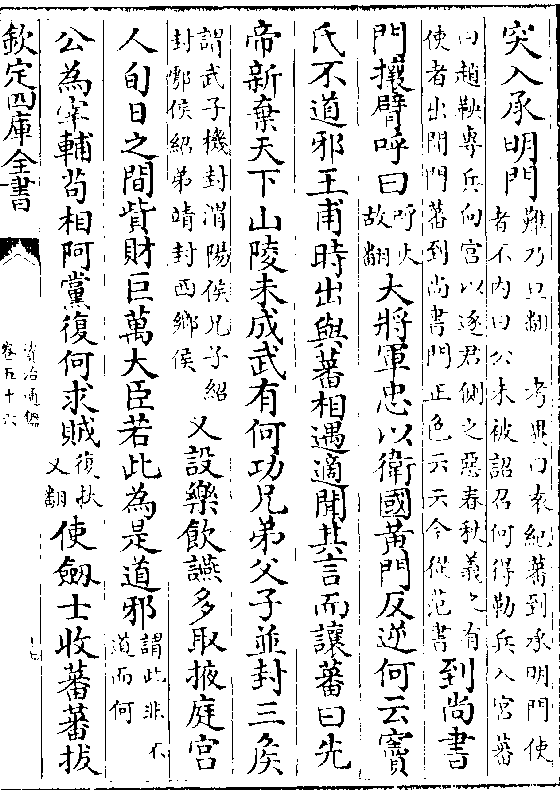 突入承明門難乃旦翻　考異曰袁紀蕃到承明門使
者不内曰公未被詔召何得勒兵入宫蕃
曰趙鞅專兵向宫以逐君側之惡春秋義之有
使者出開門蕃到尚書門正色云云今從范書到尚書
門攘臂呼曰呼火
故翻大將軍忠以衛國黄門反逆何云竇
氏不道邪王甫時出與蕃相遇適聞其言而讓蕃曰先
帝新棄天下山陵未成武有何功兄弟父子並封三侯
謂武子機封渭陽侯兄子紹
封鄠侯紹弟靖封西鄉侯又設樂飲讌多取掖庭宫
人旬日之間貲財巨萬大臣若此為是道邪謂此非不
道而何
公為宰輔苟相阿黨復何求賊復扶
又翻使劔士收蕃蕃拔
欽定四庫全書
資治通鑑
卷五十六
十七